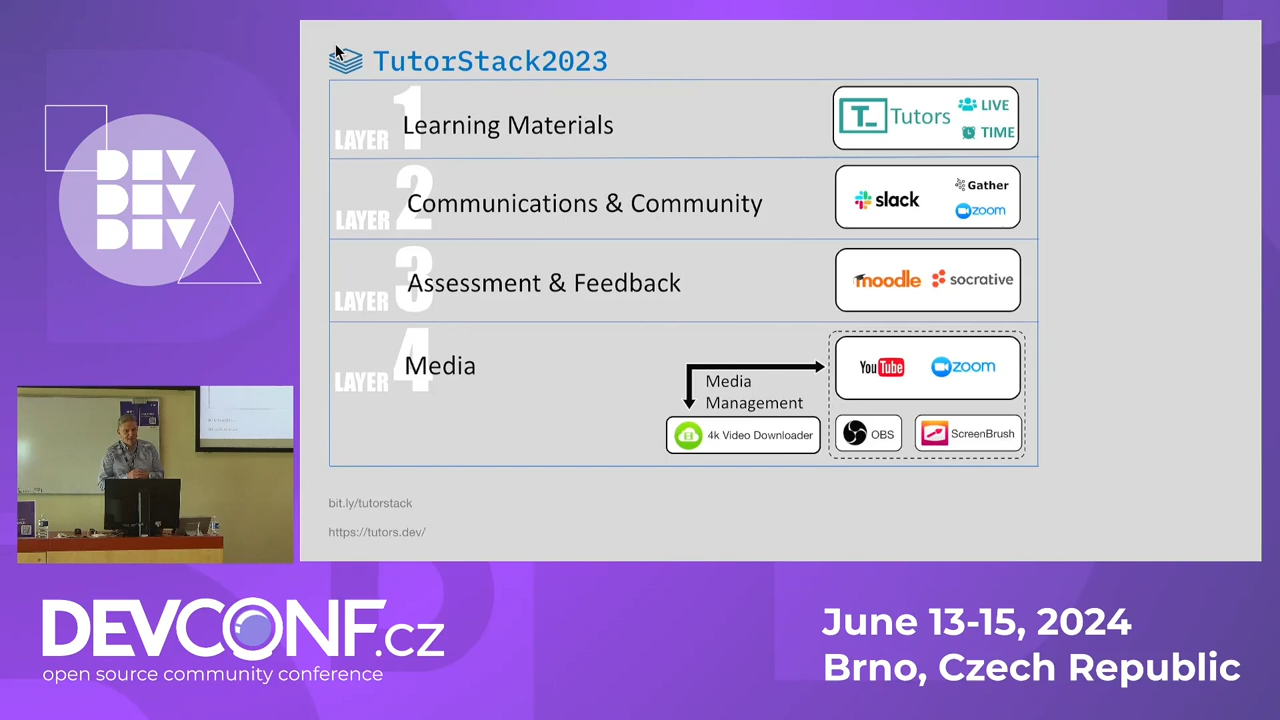 TutorStack2023
LAYER 1
Learning Materials
T_ Tutors
LIVE
TIME
LAYER 2
Communications & Community
slack
Gather
zoom
LAYER 3
Assessment & Feedback
moodle
socrative
LAYER 4
Media
YouTube
zoom
Media
Management
4k Video Downloader
OBS
ScreenBrush
bit.ly/tutorstack
https://tutors.dev/
DEV
DEV
DEV
DEVCONF.cz
open source community conference
June 13-15, 2024
Brno, Czech Republic